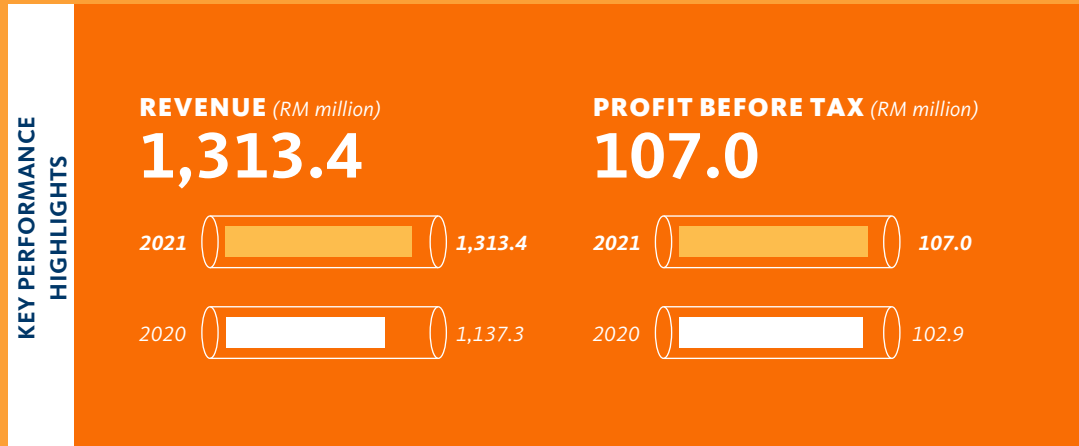 KEY PERFORMANCE
HIGHLIGHTS
REVENUE (RM million)
1,313.4
2021 1,313.4
2020 1,137.3
PROFIT BEFORE TAX (RM million)
107.0
2021 107.0
2020 102.9